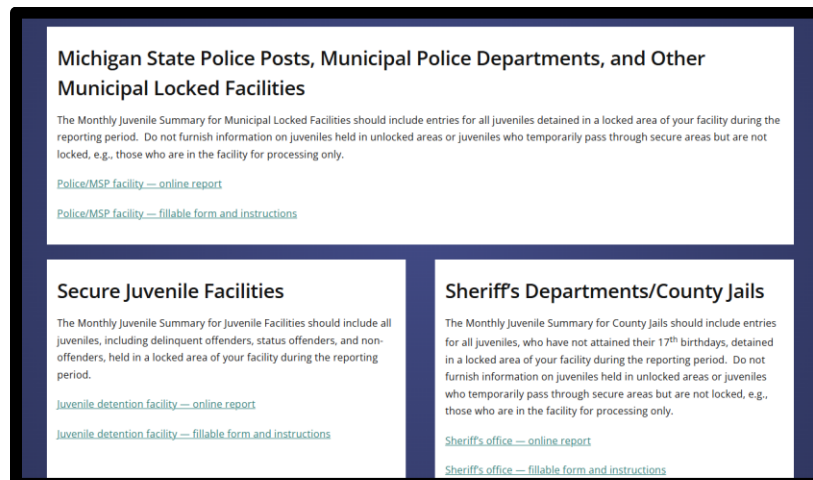 Michigan State Police Posts, Municipal Police Departments, and Other
Municipal Locked Facilities
The Monthly Juvenile Summary for Municipal Locked Facilities should include entries for all juveniles detained in a locked area of your facility during the
reporting period.  Do not furnish information on juveniles held in unlocked areas or juveniles who temporarily pass through secure areas but are not
locked, e.g., those who are in the facility for processing only.
Police/MSP facility — online report
Police/MSP facility — fillable form and instructions
Secure Juvenile Facilities
The Monthly Juvenile Summary for Juvenile Facilities should include all
juveniles, including delinquent offenders, status offenders, and non-
offenders, held in a locked area of your facility during the reporting
period.
Juvenile detention facility — online report
Juvenile detention facility — fillable form and instructions
Sheriff's Departments/County Jails
The Monthly Juvenile Summary for County Jails should include entries
for all juveniles, who have not attained their 17th birthdays, detained
in a locked area of your facility during the reporting period.  Do not
furnish information on juveniles held in unlocked areas or juveniles
who temporarily pass through secure areas but are not locked, e.g.,
those who are in the facility for processing only.
Sheriff's office — online report
Sheriff's office — fillable form and instructions